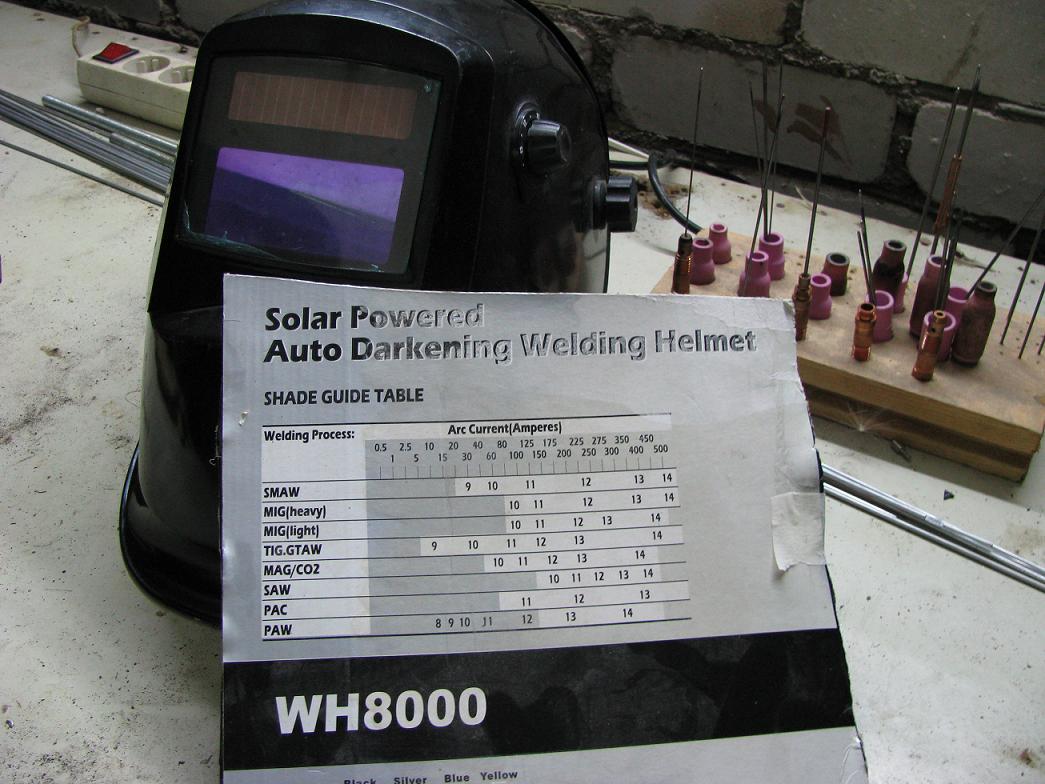 Solar Powered
Auto Darkening Welding Helmet
SHADE GUIDE TABLE
Welding Process: Arc Current(Amperes)
0.5 2.5 10 20 40 80 125 175 225 275 350 450
5 15 30 60 100 150 200 250 300 400 500
SMAW 9 10 11 12 13 14
MIG(heavy) 10 11 12 13 14
MIG(light) 10 11 12 13 14
TIG.GTAW 9 10 11 12 13 14
MAG/CO2 10 11 12 13 14
SAW 10 11 12 13 14
PAC 11 12 13
PAW 8 9 10 11 12 13 14
WH8000
Black Silver Blue Yellow